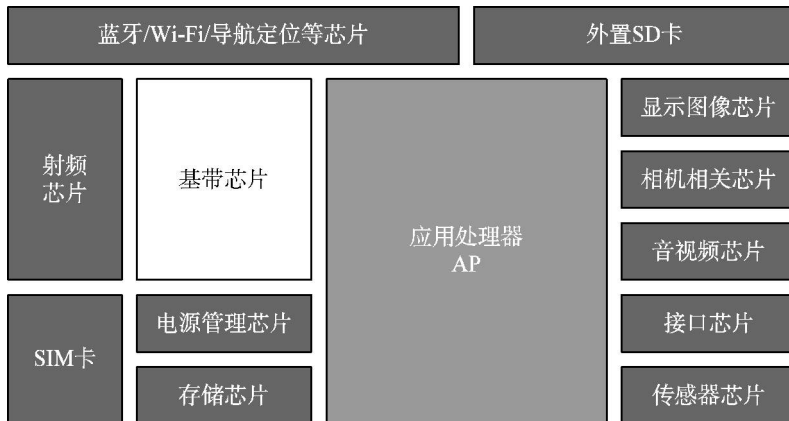 蓝牙/Wi-Fi/导航定位等芯片
外置SD卡
射频
芯片
基带芯片
应用处理器
AP
显示图像芯片
相机相关芯片
音视频芯片
SIM卡
电源管理芯片
接口芯片
存储芯片
传感器芯片